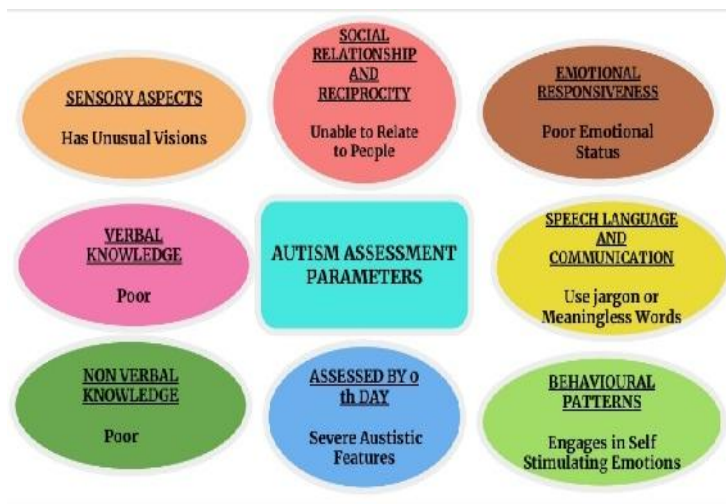 SENSORY ASPECTS
Has Unusual Visions
SOCIAL
RELATIONSHIP
AND
RECIPROCITY
Unable to Relate
to People
EMOTIONAL
RESPONSIVENESS
Poor Emotional
Status
VERBAL
KNOWLEDGE
Poor
AUTISM ASSESSMENT
PARAMETERS
SPEECH LANGUAGE
AND
COMMUNICATION
Use jargon or
Meaningless Words
NON VERBAL
KNOWLEDGE
Poor
ASSESSED BY 0
th DAY
Severe Austistic
Features
BEHAVIOURAL
PATTERNS
Engages in Self
Stimulating Emotions